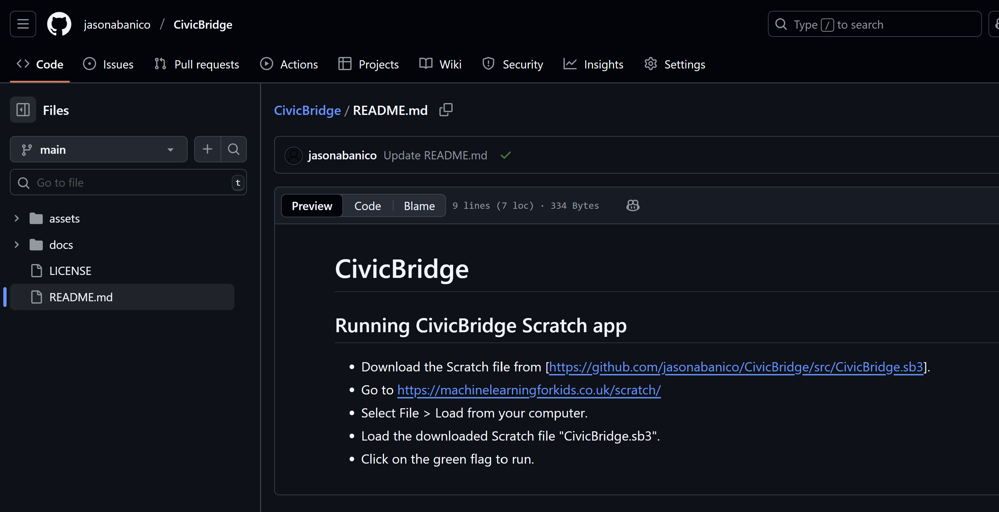 jasonabanico / CivicBridge
Type / to search
Code Issues Pull requests Actions Projects Wiki Security Insights Settings
Files
main
Go to file t
assets
docs
LICENSE
README.md
CivicBridge / README.md
jasonabanico Update README.md
Preview Code Blame 9 lines (7 loc) · 334 Bytes
CivicBridge
Running CivicBridge Scratch app
• Download the Scratch file from [https://github.com/jasonabanico/CivicBridge/src/CivicBridge.sb3].
• Go to https://machinelearningforkids.co.uk/scratch/
• Select File > Load from your computer.
• Load the downloaded Scratch file "CivicBridge.sb3".
• Click on the green flag to run.